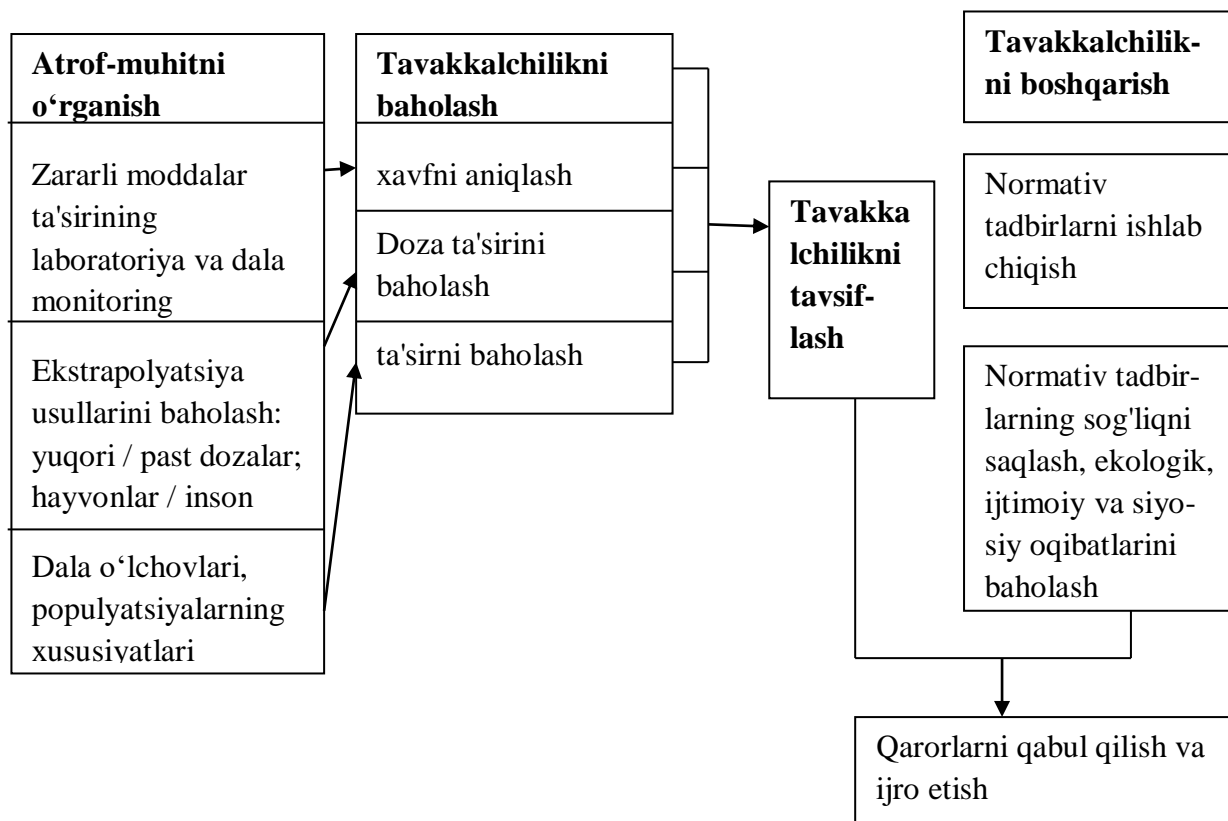 Atrof-muhitni
o‘rganish
Zararli moddalar
ta'sirining
laboratoriya va dala
monitoring
Ekstrapolyatsiya
usullarini baholash:
yuqori / past dozalar;
hayvonlar / inson
Dala o‘lchovlari,
populyatsiyalarning
xususiyatlari
Tavakkalchilikni
baholash
xavfni aniqlash
Doza ta'sirini
baholash
ta'sirni baholash
Tavakka
lchilikni
tavsif-
lash
Tavakkalchilik-
ni boshqarish
Normativ
tadbirlarni ishlab
chiqish
Normativ tadbir-
larning sog'liqni
saqlash, ekologik,
ijtimoiy va siyo-
siy oqibatlarini
baholash
Qarorlarni qabul qilish va
ijro etish